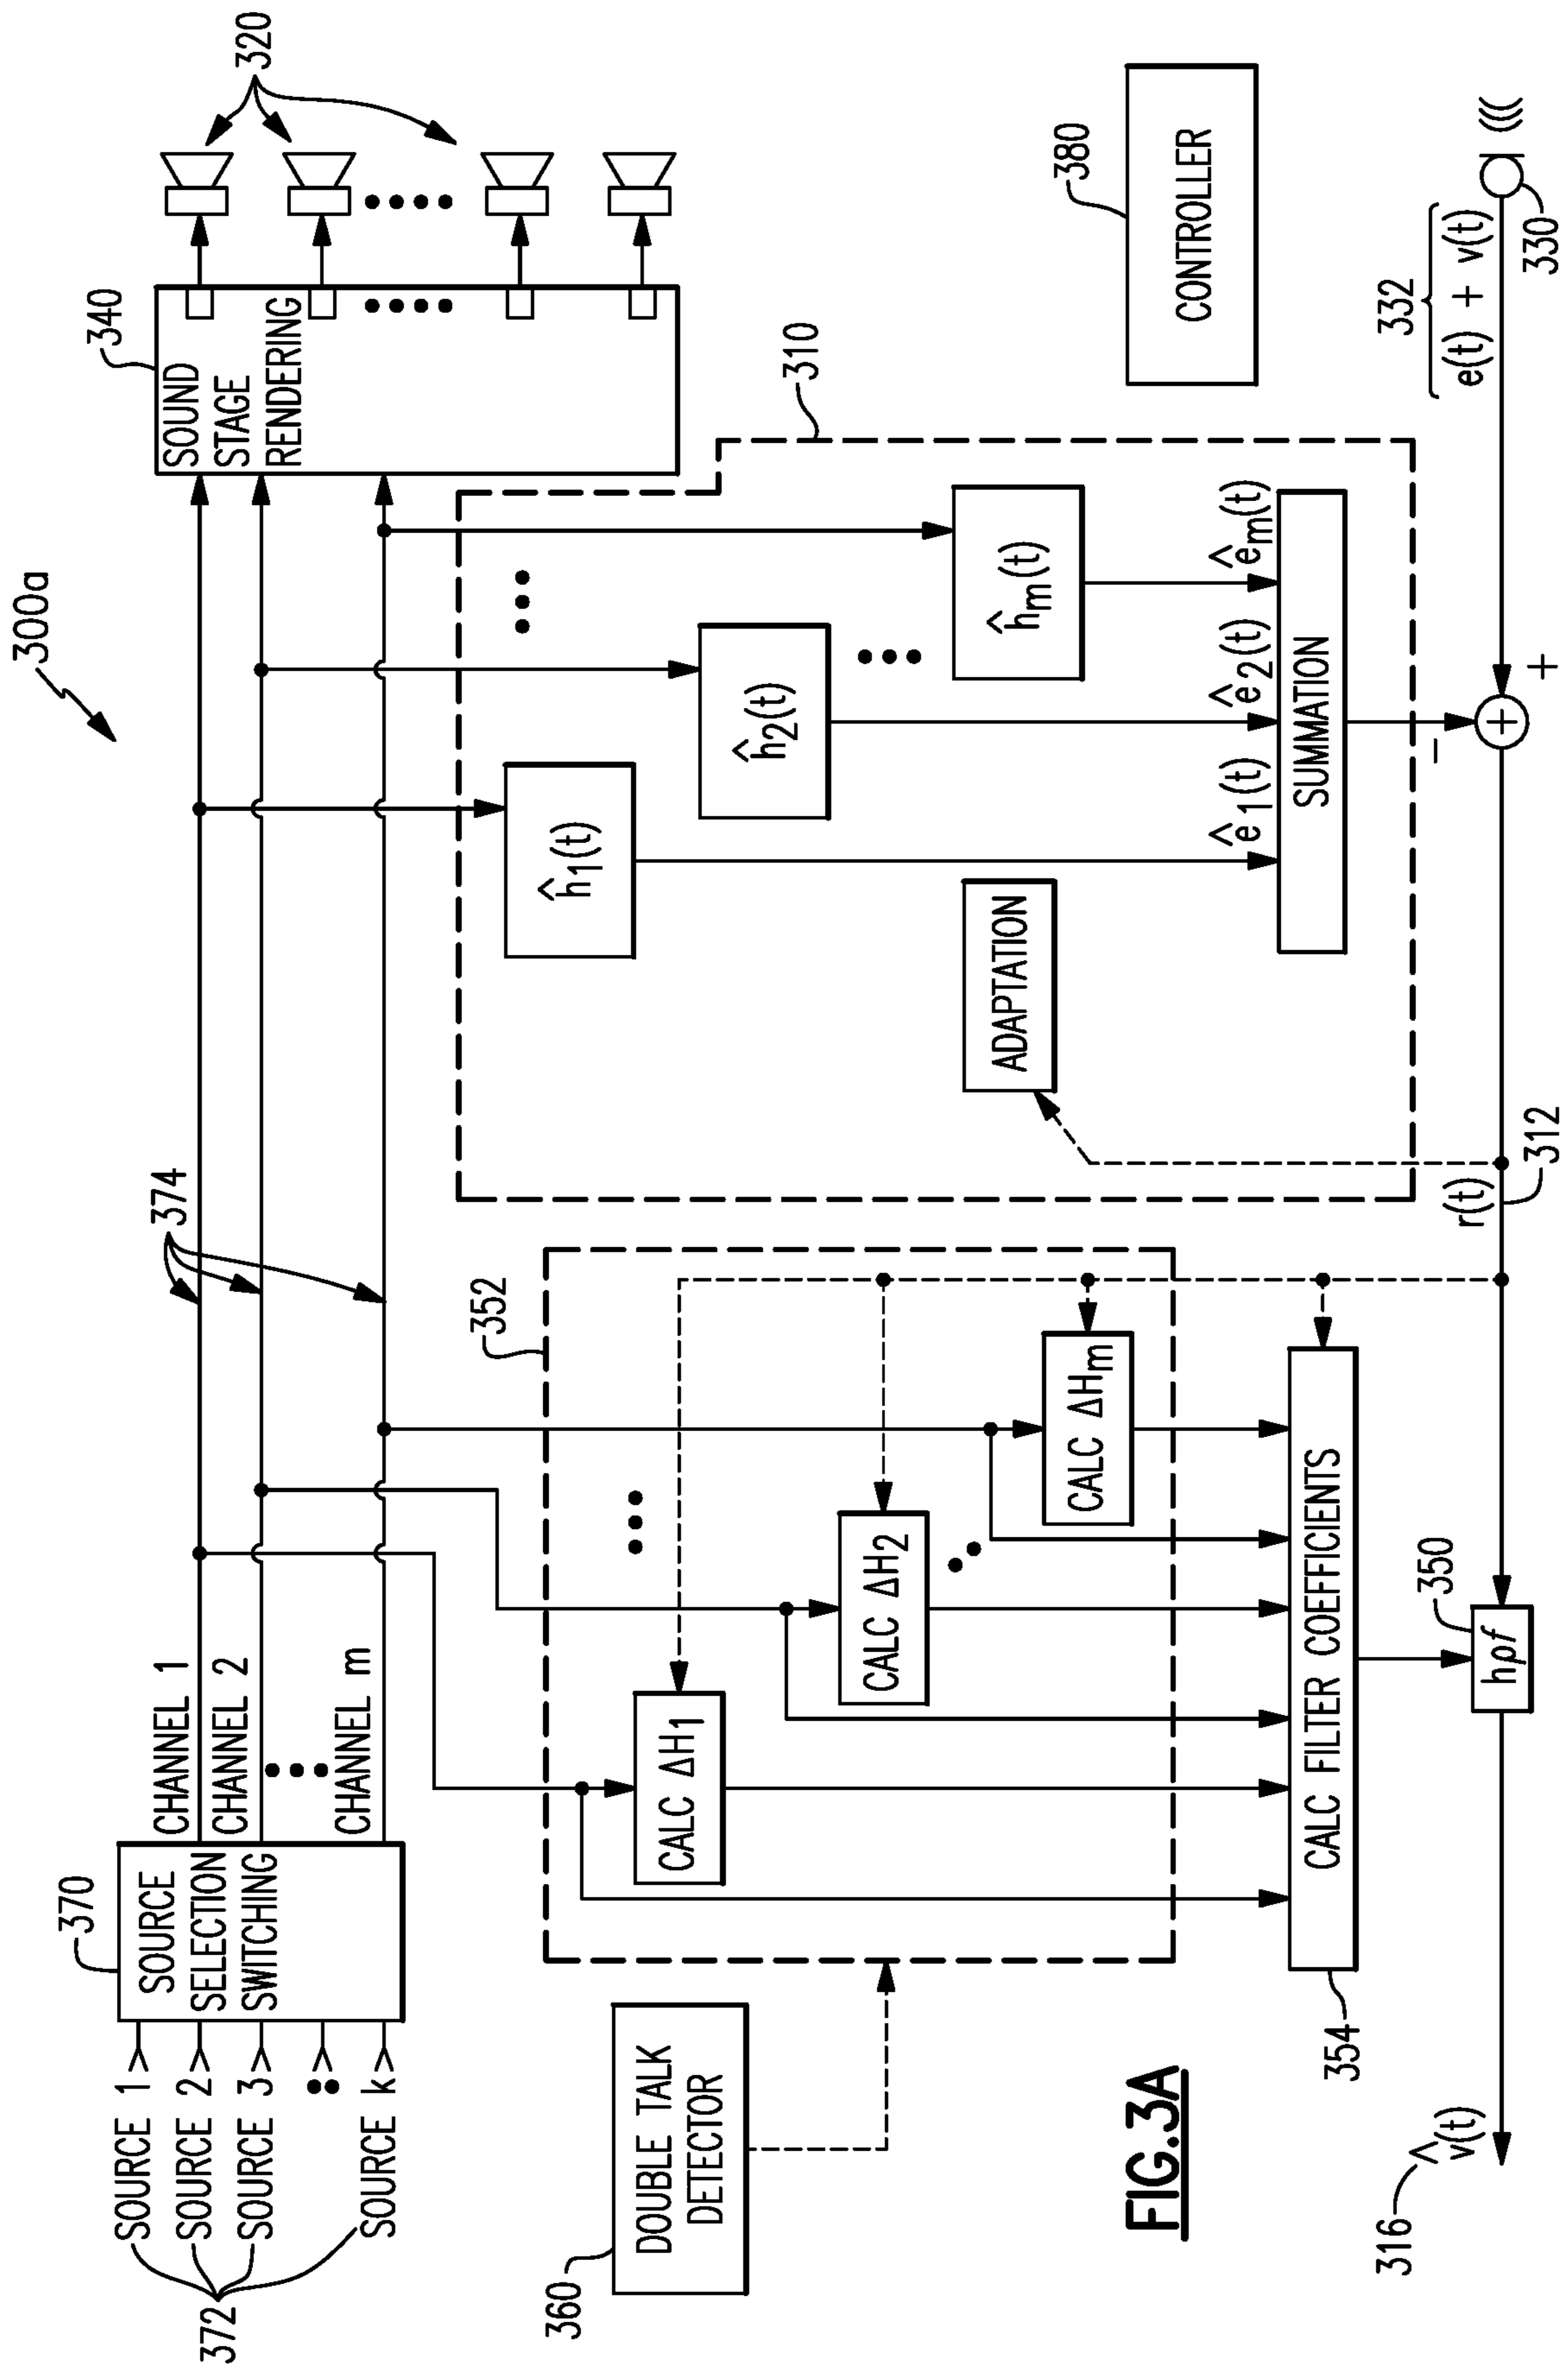 300a
370
SOURCE
SELECTION
SWITCHING
SOURCE 1
SOURCE 2
SOURCE 3
SOURCE k
372
CHANNEL 1
CHANNEL 2
CHANNEL m
374
340
SOUND
STAGE
RENDERING
320
352
CALC ΔH1
CALC ΔH2
CALC ΔHm
310
ĥ1(t)
ĥ2(t)
ĥm(t)
ADAPTATION
ê1(t)
ê2(t)
êm(t)
SUMMATION
380
CONTROLLER
360
DOUBLE TALK
DETECTOR
CALC FILTER COEFFICIENTS
354
350
hpf
r(t)
312
−
+
+
332
e(t) + v(t)
330
316
v̂(t)
FIG.3A